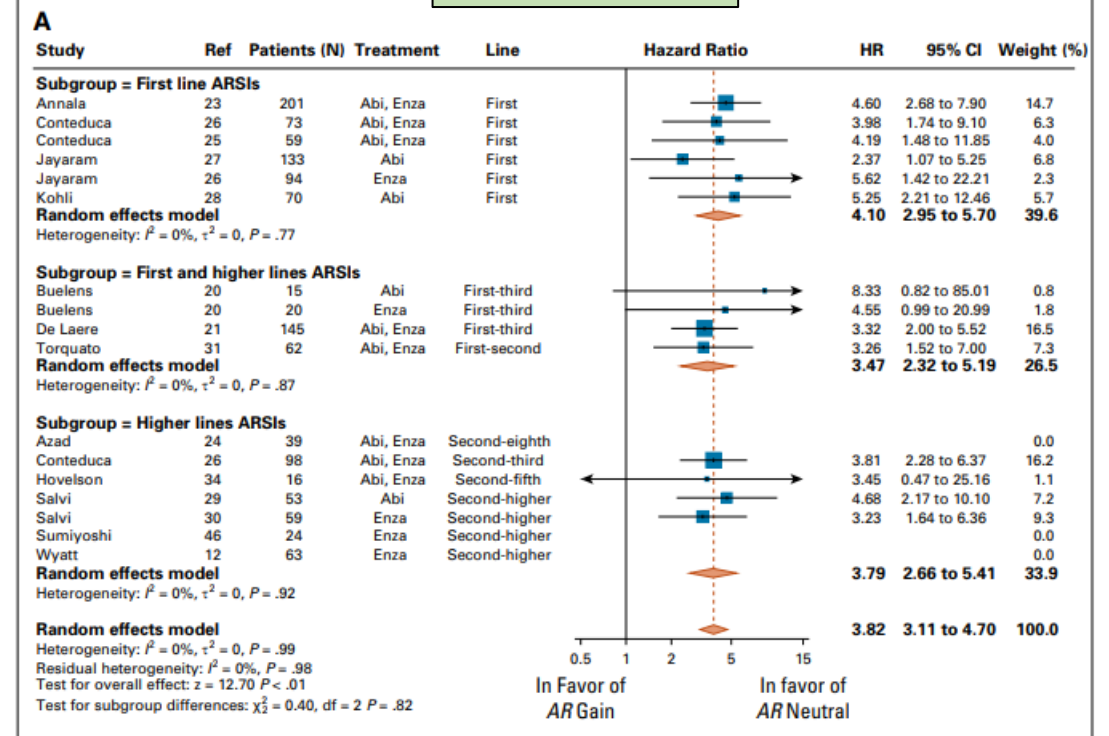 A
Study Ref Patients (N) Treatment Line Hazard Ratio HR 95% CI Weight (%)
Subgroup = First line ARSIs
Annala 23 201 Abi, Enza First 4.60 2.68 to 7.90 14.7
Conteduca 26 73 Abi, Enza First 3.98 1.74 to 9.10 6.3
Conteduca 25 59 Abi, Enza First 4.19 1.48 to 11.85 4.0
Jayaram 27 133 Abi First 2.37 1.07 to 5.25 6.8
Jayaram 26 94 Enza First 5.62 1.42 to 22.21 2.3
Kohli 28 70 Abi First 5.25 2.21 to 12.46 5.7
Random effects model 4.10 2.95 to 5.70 39.6
Heterogeneity: I² = 0%, τ² = 0, P = .77
Subgroup = First and higher lines ARSIs
Buelens 20 15 Abi First-third 8.33 0.82 to 85.01 0.8
Buelens 20 20 Enza First-third 4.55 0.99 to 20.99 1.8
De Laere 21 145 Abi, Enza First-third 3.32 2.00 to 5.52 16.5
Torquato 31 62 Abi, Enza First-second 3.26 1.52 to 7.00 7.3
Random effects model 3.47 2.32 to 5.19 26.5
Heterogeneity: I² = 0%, τ² = 0, P = .87
Subgroup = Higher lines ARSIs
Azad 24 39 Abi, Enza Second-eighth 0.0
Conteduca 26 98 Abi, Enza Second-third 3.81 2.28 to 6.37 16.2
Hovelson 34 16 Abi, Enza Second-fifth 3.45 0.47 to 25.16 1.1
Salvi 29 53 Abi Second-higher 4.68 2.17 to 10.10 7.2
Salvi 30 59 Enza Second-higher 3.23 1.64 to 6.36 9.3
Sumiyoshi 46 24 Enza Second-higher 0.0
Wyatt 12 63 Enza Second-higher 0.0
Random effects model 3.79 2.66 to 5.41 33.9
Heterogeneity: I² = 0%, τ² = 0, P = .92
Random effects model 3.82 3.11 to 4.70 100.0
Heterogeneity: I² = 0%, τ² = 0, P = .99
Residual heterogeneity: I² = 0%, P = .98
Test for overall effect: z = 12.70 P < .01
Test for subgroup differences: χ²₂ = 0.40, df = 2 P = .82
0.5 1 2 5 15
In Favor of In favor of
AR Gain AR Neutral